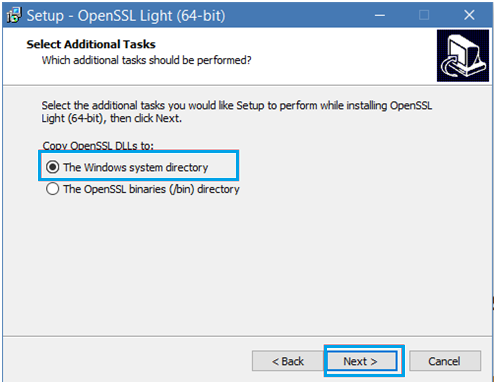 Setup - OpenSSL Light (64-bit)
Select Additional Tasks
Which additional tasks should be performed?
Select the additional tasks you would like Setup to perform while installing OpenSSL
Light (64-bit), then click Next.
Copy OpenSSL DLLs to:
The Windows system directory
The OpenSSL binaries (/bin) directory
< Back
Next >
Cancel